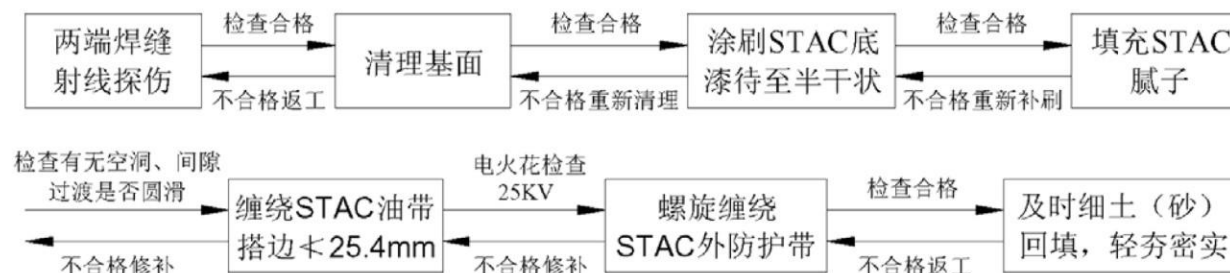 两端焊缝
射线探伤
检查合格
不合格返工
清理基面
检查合格
不合格重新清理
涂刷STAC底
漆待至半干状
检查合格
不合格重新补刷
填充STAC
腻子
检查有无空洞、间隙
过渡是否圆滑
不合格修补
缠绕STAC油带
搭边≮25.4mm
电火花检查
25KV
不合格修补
螺旋缠绕
STAC外防护带
检查合格
不合格返工
及时细土（砂）
回填，轻夯密实